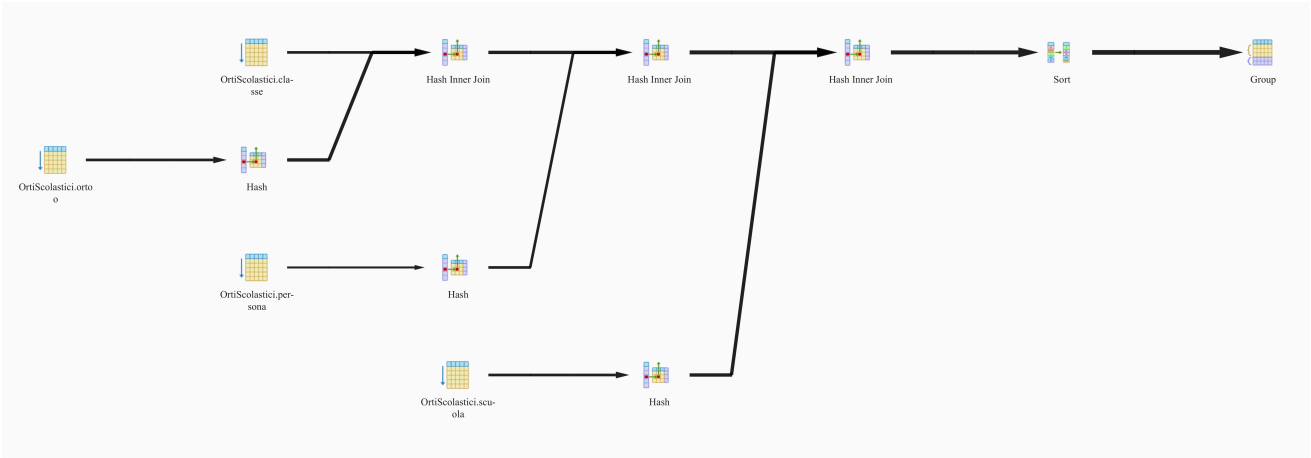 OrtiScolastici.cla-
sse
Hash Inner Join
Hash Inner Join
Hash Inner Join
Sort
Group
OrtiScolastici.orto
o
Hash
OrtiScolastici.per-
sona
Hash
OrtiScolastici.scu-
ola
Hash